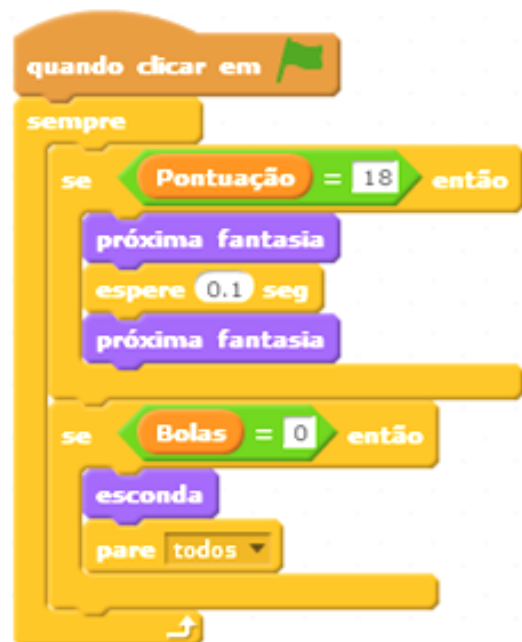 quando clicar em
sempre
se Pontuação = 18 então
próxima fantasia
espere 0.1 seg
próxima fantasia
se Bolas = 0 então
esconda
pare todos